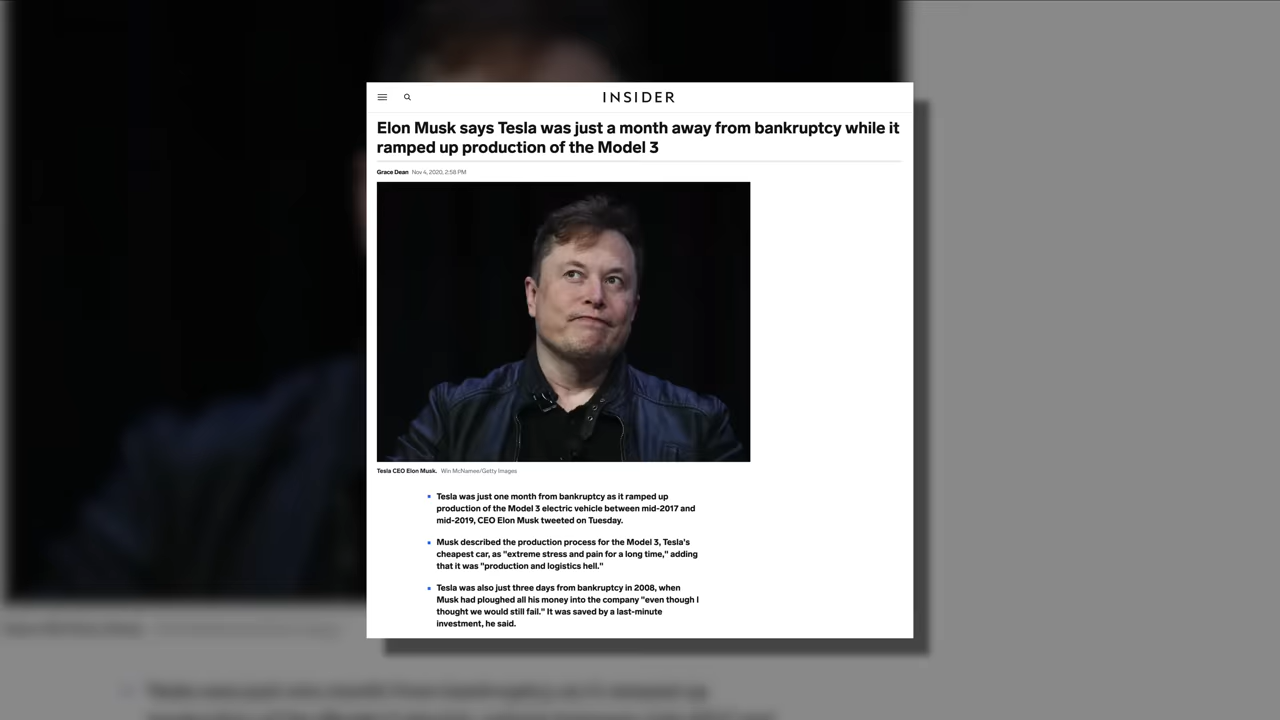 INSIDER
Elon Musk says Tesla was just a month away from bankruptcy while it
ramped up production of the Model 3
Grace Dean Nov 4, 2020, 2:58 PM
Tesla CEO Elon Musk. Win McNamee/Getty Images
Tesla was just one month from bankruptcy as it ramped up
production of the Model 3 electric vehicle between mid-2017 and
mid-2019, CEO Elon Musk tweeted on Tuesday.
Musk described the production process for the Model 3, Tesla's
cheapest car, as "extreme stress and pain for a long time," adding
that it was "production and logistics hell."
Tesla was also just three days from bankruptcy in 2008, when
Musk had ploughed all his money into the company "even though I
thought we would still fail." It was saved by a last-minute
investment, he said.